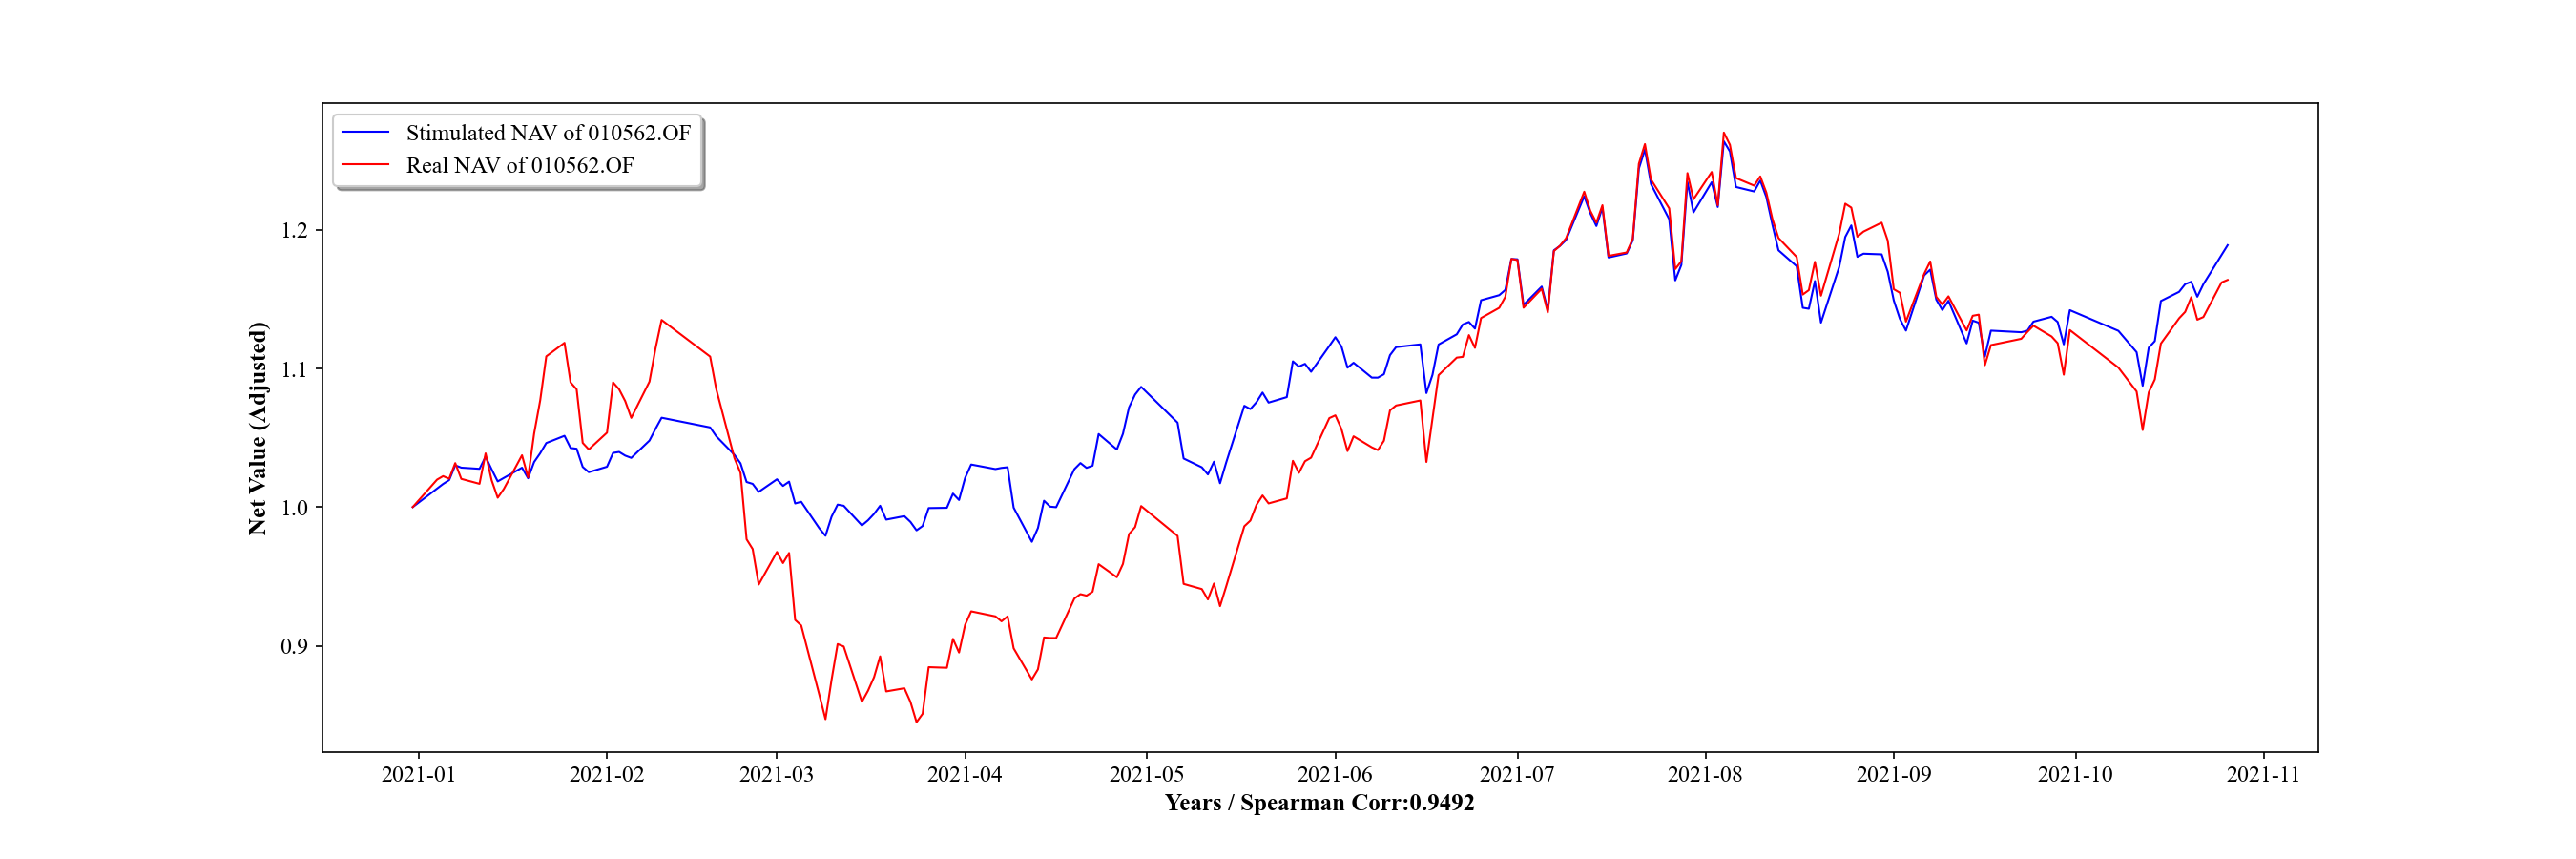 Stimulated NAV of 010562.OF
Real NAV of 010562.OF
Net Value (Adjusted)
1.2
1.1
1.0
0.9
2021-01 2021-02 2021-03 2021-04 2021-05 2021-06 2021-07 2021-08 2021-09 2021-10 2021-11
Years / Spearman Corr:0.9492